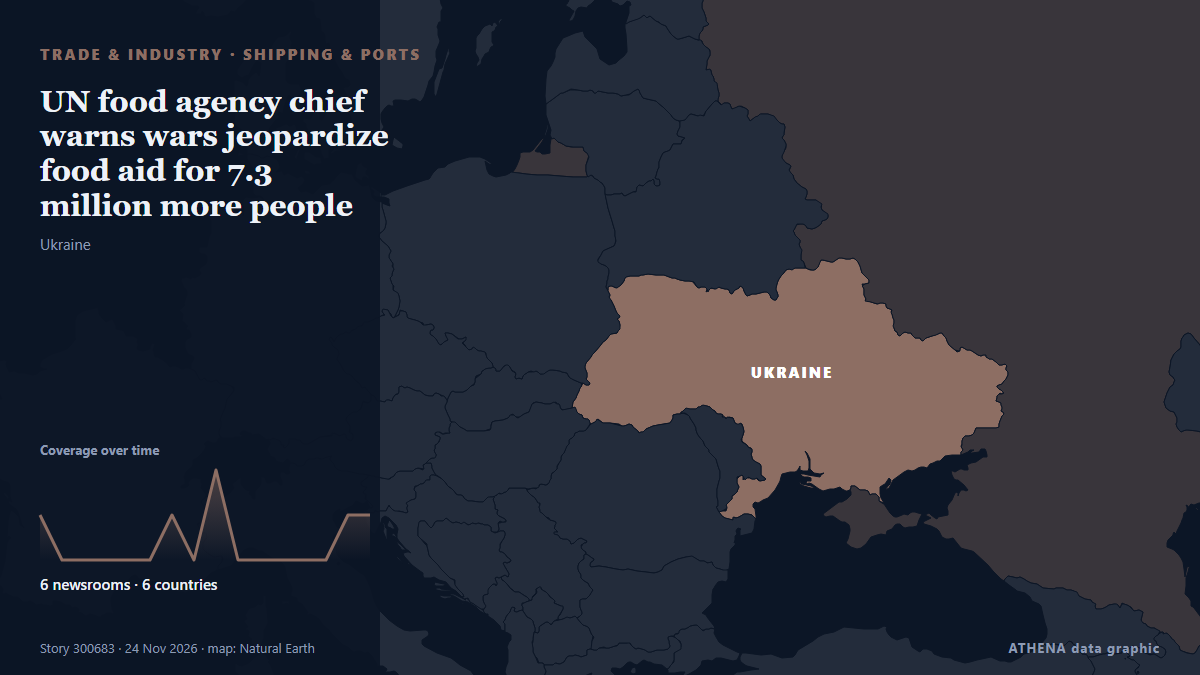 TRADE & INDUSTRY · SHIPPING & PORTS
UN food agency chief
warns wars jeopardize
food aid for 7.3
million more people
Ukraine
UKRAINE
Coverage over time
6 newsrooms · 6 countries
Story 300683 · 24 Nov 2026 · map: Natural Earth
ATHENA data graphic